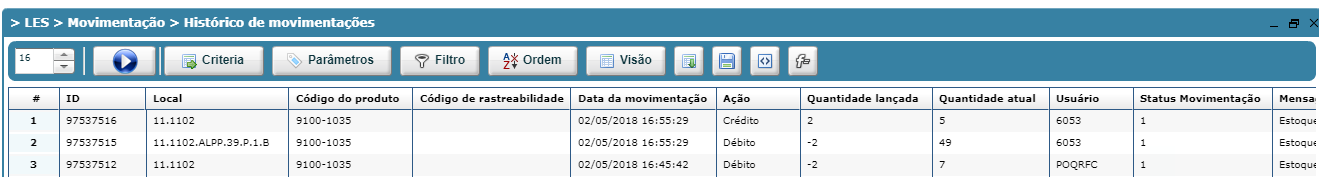 > LES > Movimentação > Histórico de movimentações
16 Criteria Parâmetros Filtro Ordem Visão
# ID Local Código do produto Código de rastreabilidade Data da movimentação Ação Quantidade lançada Quantidade atual Usuário Status Movimentação Mensa
1 97537516 11.1102 9100-1035 02/05/2018 16:55:29 Crédito 2 5 6053 1 Estoque
2 97537515 11.1102.ALPP.39.P.1.B 9100-1035 02/05/2018 16:55:29 Débito -2 49 6053 1 Estoque
3 97537512 11.1102 9100-1035 02/05/2018 16:45:42 Débito -2 7 POQRFC 1 Estoque